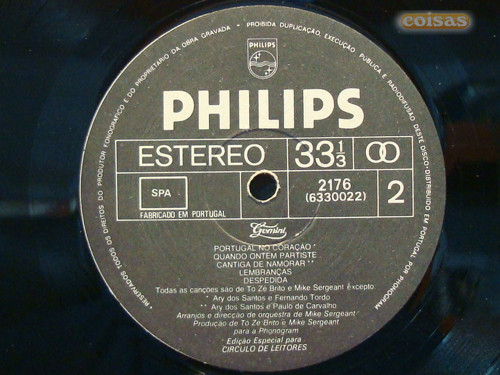 coisas
RESERVADOS TODOS OS DIREITOS DO PRODUTOR FONOGRÁFICO E DO PROPRIETÁRIO DA OBRA GRAVADA • PROIBIDA DUPLICAÇÃO, EXECUÇÃO PÚBLICA E RADIODIFUSÃO DESTE DISCO • DISTRIBUIDO EM PORTUGAL POR PHONOGRAM •
PHILIPS
PHILIPS
ESTEREO 33 1/3
SPA 2176 2
(6330022)
FABRICADO EM PORTUGAL
Gemini
PORTUGAL NO CORAÇÃO *
QUANDO ONTEM PARTISTE
CANTIGA DE NAMORAR **
LEMBRANÇAS
DESPEDIDA
Todas as canções são de To Zé Brito e Mike Sergeant excepto:
* Ary dos Santos e Fernando Tordo
** Ary dos Santos e Paulo de Carvalho
Arranjos e direcção de orquestra de Mike Sergeant
Produção de To Zé Brito e Mike Sergeant
para a Phonogram
Edição Especial para
CIRCULO DE LEITORES